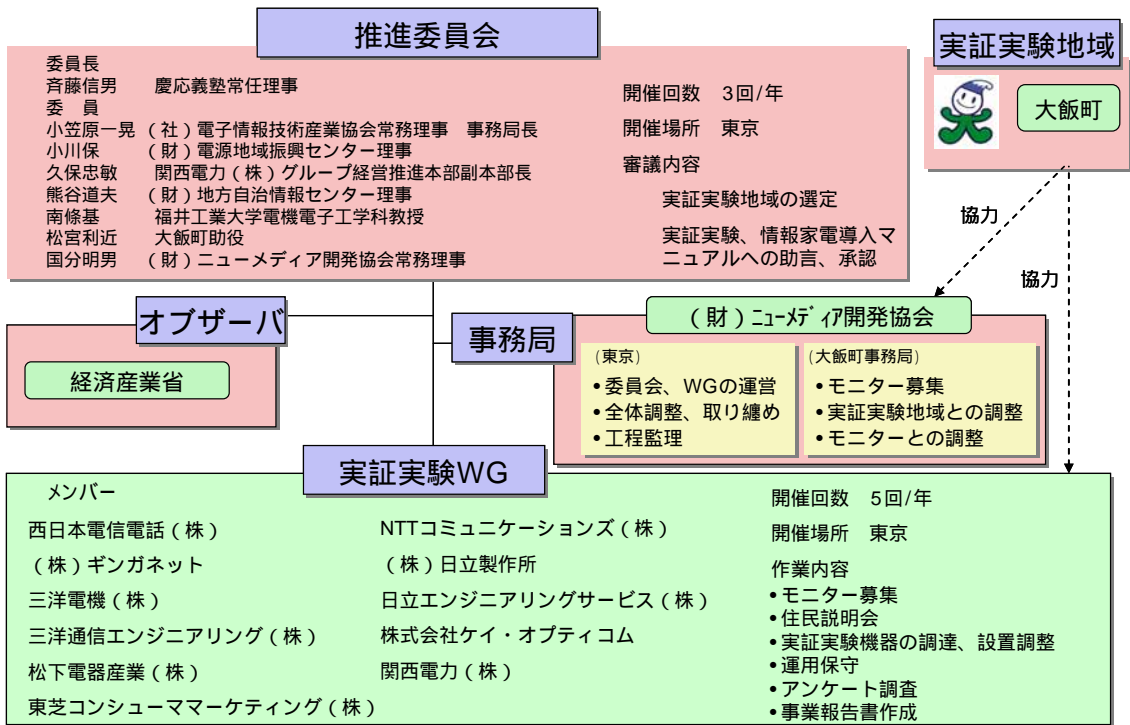 推進委員会
委員長
斉藤信男 慶応義塾常任理事
委 員
小笠原一晃 (社)電子情報技術産業協会常務理事 事務局長
小川保 (財)電源地域振興センター理事
久保忠敏 関西電力(株)グループ経営推進本部副本部長
熊谷道夫 (財)地方自治情報センター理事
南條基 福井工業大学電機電子工学科教授
松宮利近 大飯町助役
国分明男 (財)ニューメディア開発協会常務理事
開催回数 3回/年
開催場所 東京
審議内容
実証実験地域の選定
実証実験、情報家電導入マ
ニュアルへの助言、承認
実証実験地域
大飯町
協力
協力
オブザーバ
経済産業省
事務局
(財)ニューメディア開発協会
(東京)
•委員会、WGの運営
•全体調整、取り纏め
•工程監理
(大飯町事務局)
•モニター募集
•実証実験地域との調整
•モニターとの調整
実証実験WG
メンバー
西日本電信電話(株)
(株)ギンガネット
三洋電機(株)
三洋通信エンジニアリング(株)
松下電器産業(株)
東芝コンシューママーケティング(株)
NTTコミュニケーションズ(株)
(株)日立製作所
日立エンジニアリングサービス(株)
株式会社ケイ・オプティコム
関西電力(株)
開催回数 5回/年
開催場所 東京
作業内容
•モニター募集
•住民説明会
•実証実験機器の調達、設置調整
•運用保守
•アンケート調査
•事業報告書作成